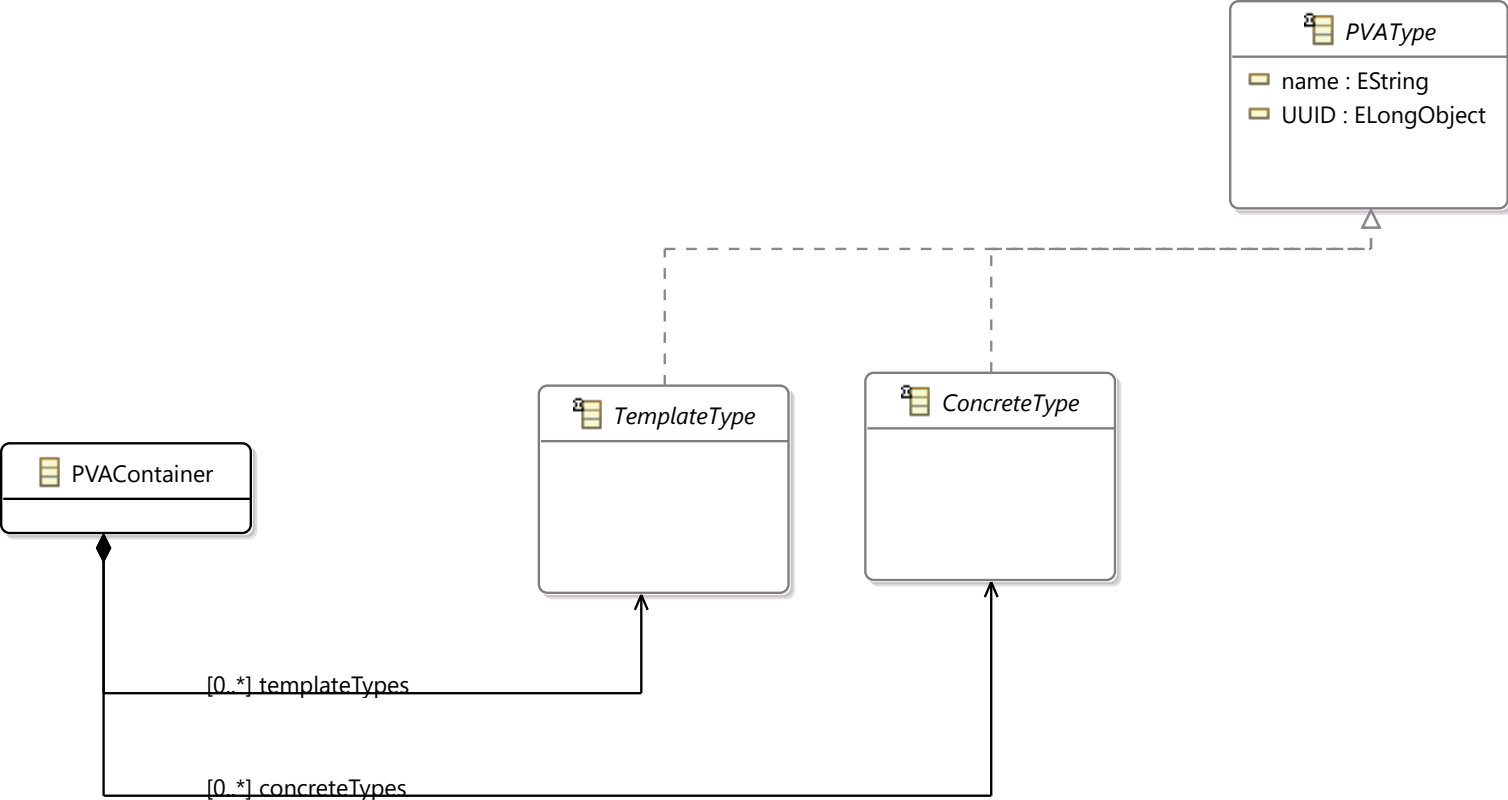 PVAType
name : EString
UUID : ELongObject
ConcreteType
TemplateType
PVAContainer
[0..*] templateTypes
[0..*] concreteTypes